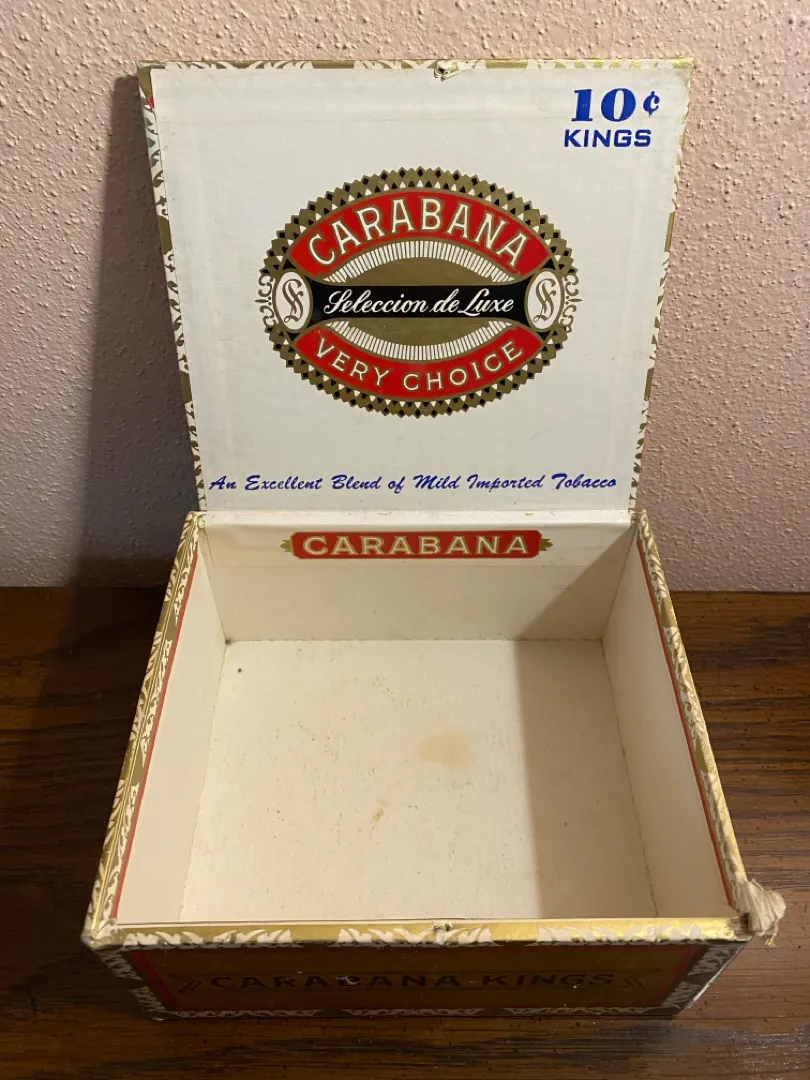 10¢
KINGS
CARABANA
Seleccion de Luxe
VERY CHOICE
An Excellent Blend of Mild Imported Tobacco
CARABANA
CARABANA KINGS